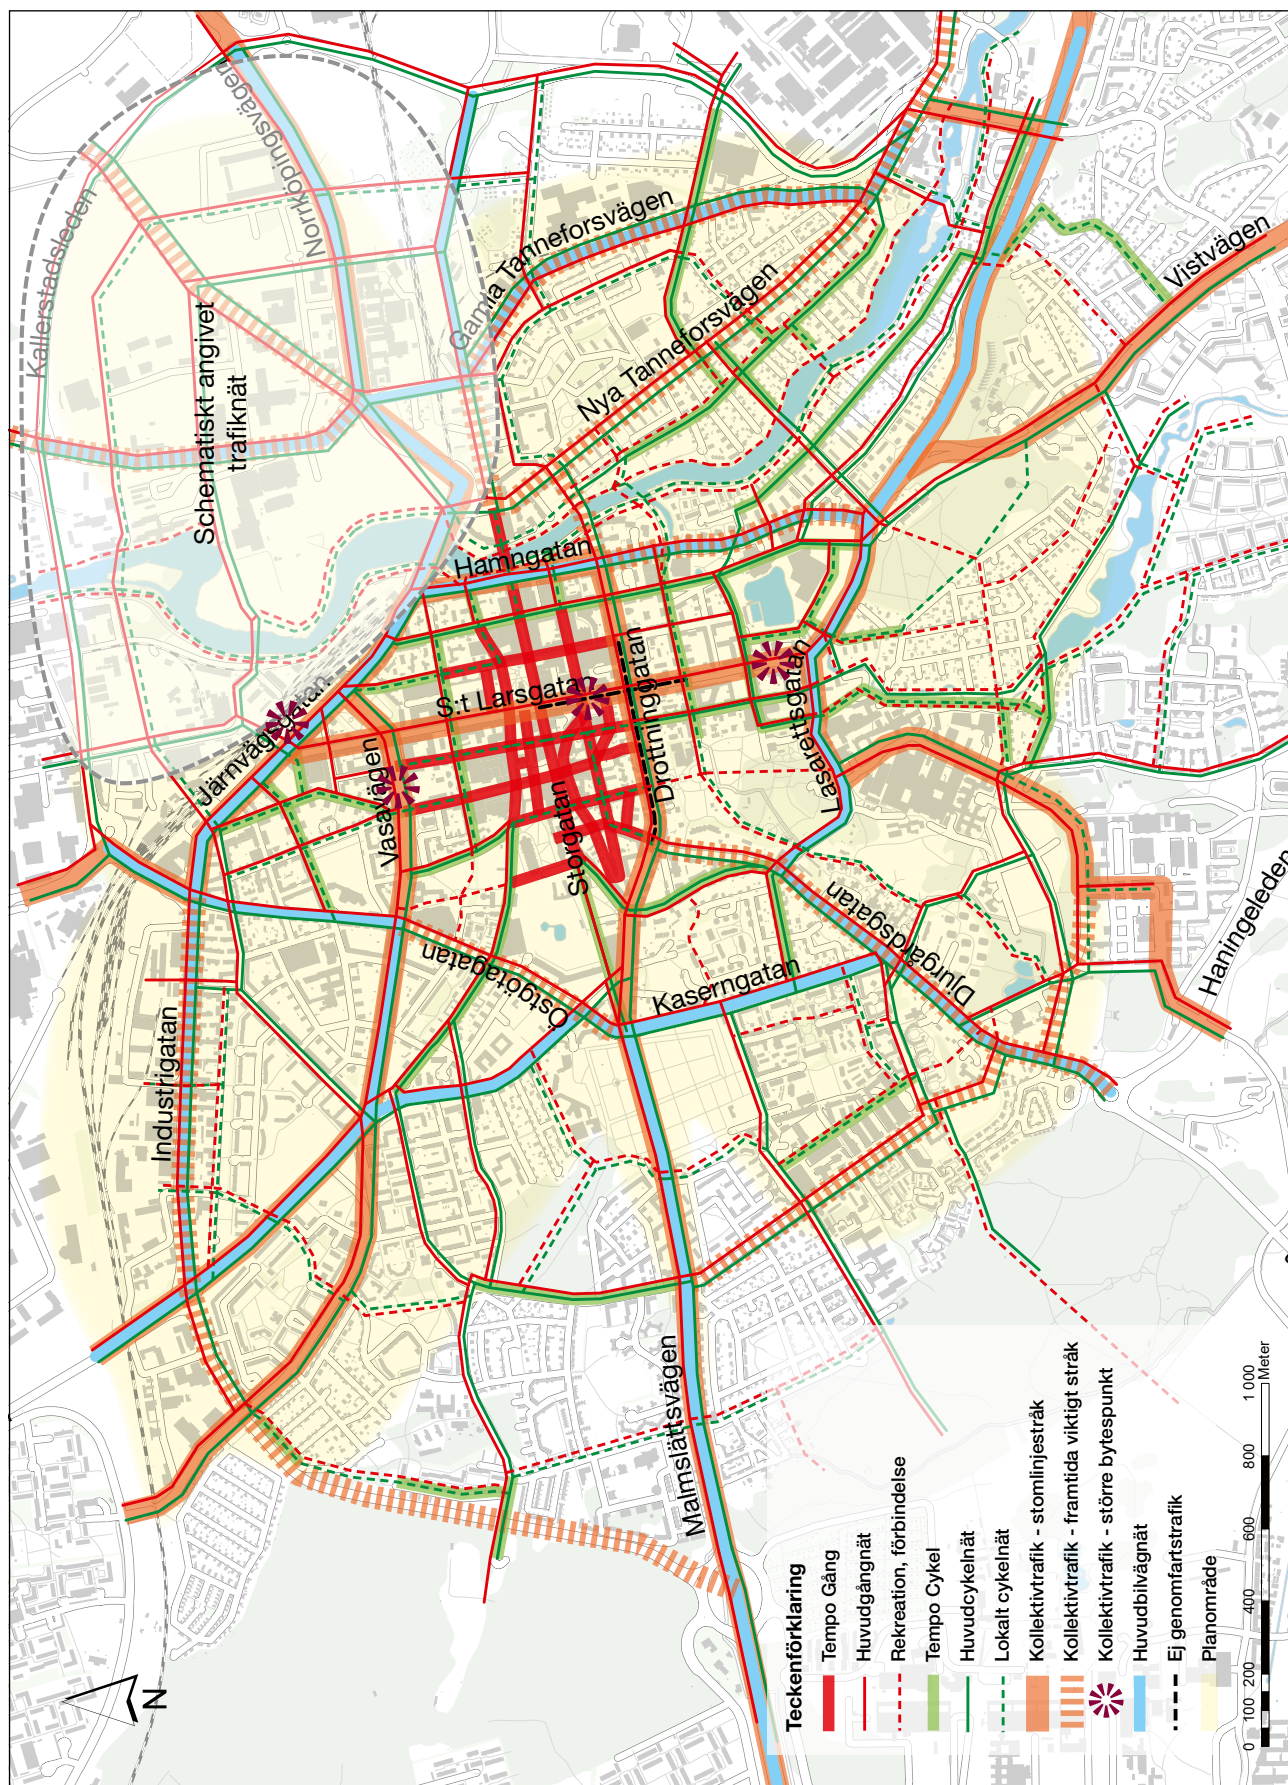 Kallerstadsleden
Norrköpingsvägen
Schematiskt angivet
trafiknät
Gamla Tanneforsvägen
Nya Tanneforsvägen
Vistvägen
Hamngatan
Järnvägsgatan
S:t Larsgatan
Drottninggatan
Lasarettsgatan
Vasavägen
Storgatan
Östgötagatan
Kaserngatan
Djurgårdsgatan
Haningeleden
Industrigatan
Malmslättsvägen
N
Teckenförklaring
Tempo Gång
Huvudgångnät
Rekreation, förbindelse
Tempo Cykel
Huvudcykelnät
Lokalt cykelnät
Kollektivtrafik - stomlinjestråk
Kollektivtrafik - framtida viktigt stråk
Kollektivtrafik - större bytespunkt
Huvudbilvägnät
Ej genomfartstrafik
Planområde
0 100 200 400 600 800 1 000
Meter